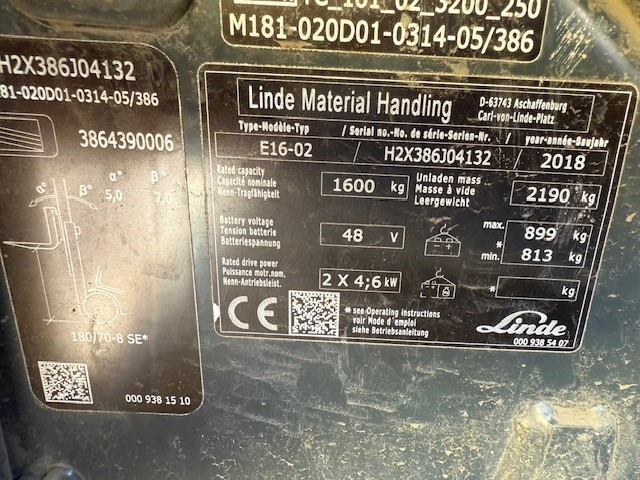 _101_02_3200_250
M181-020D01-0314-05/386
H2X386J04132
181-020D01-0314-05/386
3864390006
α° β° α° β°
5,0 7,0
180/70-8 SE*
000 938 15 10
Linde Material Handling
D-63743 Aschaffenburg
Carl-von-Linde-Platz
Type-Modèle-Typ / Serial no.-No. de série-Serien-Nr. / year-année-Baujahr
E16-02 / H2X386J04132 2018
Rated capacity
Capacité nominale
Nenn-Tragfähigkeit
1600 kg
Unladen mass
Masse à vide
Leergewicht
2190 kg
Battery voltage
Tension batterie
Batteriespannung
48 V
max. 899 kg
* min. 813 kg
Rated drive power
Puissance motr.nom.
Nenn-Antriebsleist.
2 X 4,6 kW
* kg
CE
* see Operating instructions
voir Mode d'emploi
siehe Betriebsanleitung
Linde
000 938 54 07